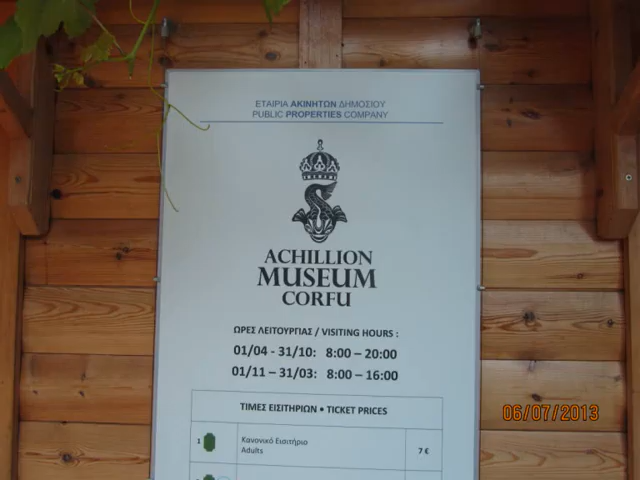 ΕΤΑΙΡΙΑ ΑΚΙΝΗΤΩΝ ΔΗΜΟΣΙΟΥ
PUBLIC PROPERTIES COMPANY
ACHILLION
MUSEUM
CORFU
ΩΡΕΣ ΛΕΙΤΟΥΡΓΙΑΣ / VISITING HOURS :
01/04 - 31/10: 8:00 – 20:00
01/11 – 31/03: 8:00 – 16:00
ΤΙΜΕΣ ΕΙΣΙΤΗΡΙΩΝ • TICKET PRICES
1 Κανονικό Εισιτήριο
Adults 7 €
06/07/2013